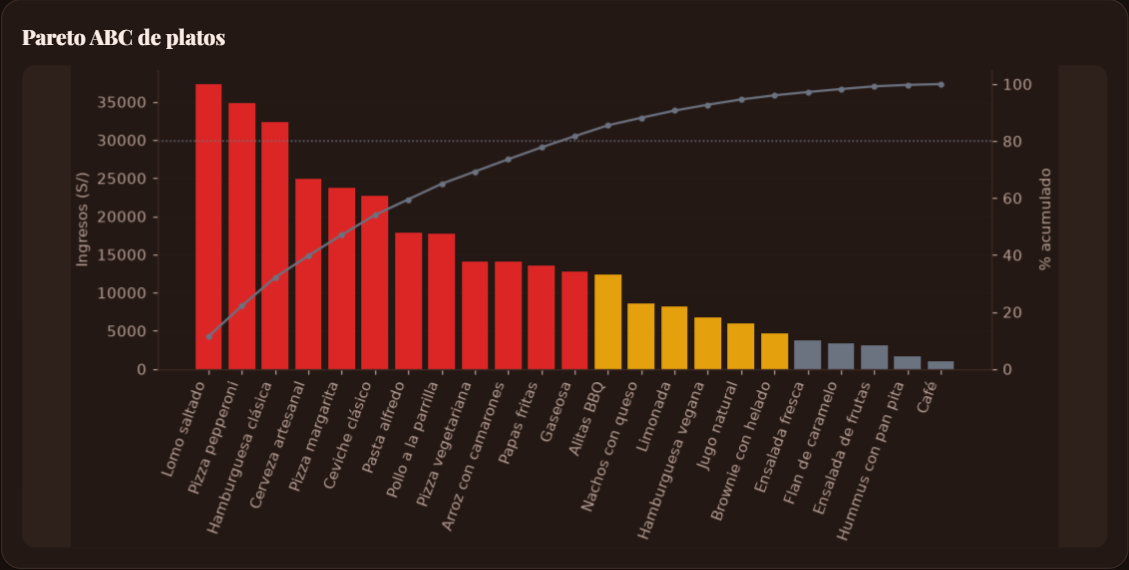 Pareto ABC de platos
Ingresos (S/)
35000
30000
25000
20000
15000
10000
5000
0
100
80
60
40
20
0
% acumulado
Lomo saltado
Pizza pepperoni
Hamburguesa clásica
Cerveza artesanal
Pizza margarita
Ceviche clásico
Pasta alfredo
Pollo a la parrilla
Pizza vegetariana
Arroz con camarones
Papas fritas
Gaseosa
Alitas BBQ
Nachos con queso
Limonada
Hamburguesa vegana
Jugo natural
Brownie con helado
Ensalada fresca
Flan de caramelo
Ensalada de frutas
Hummus con pan pita
Café